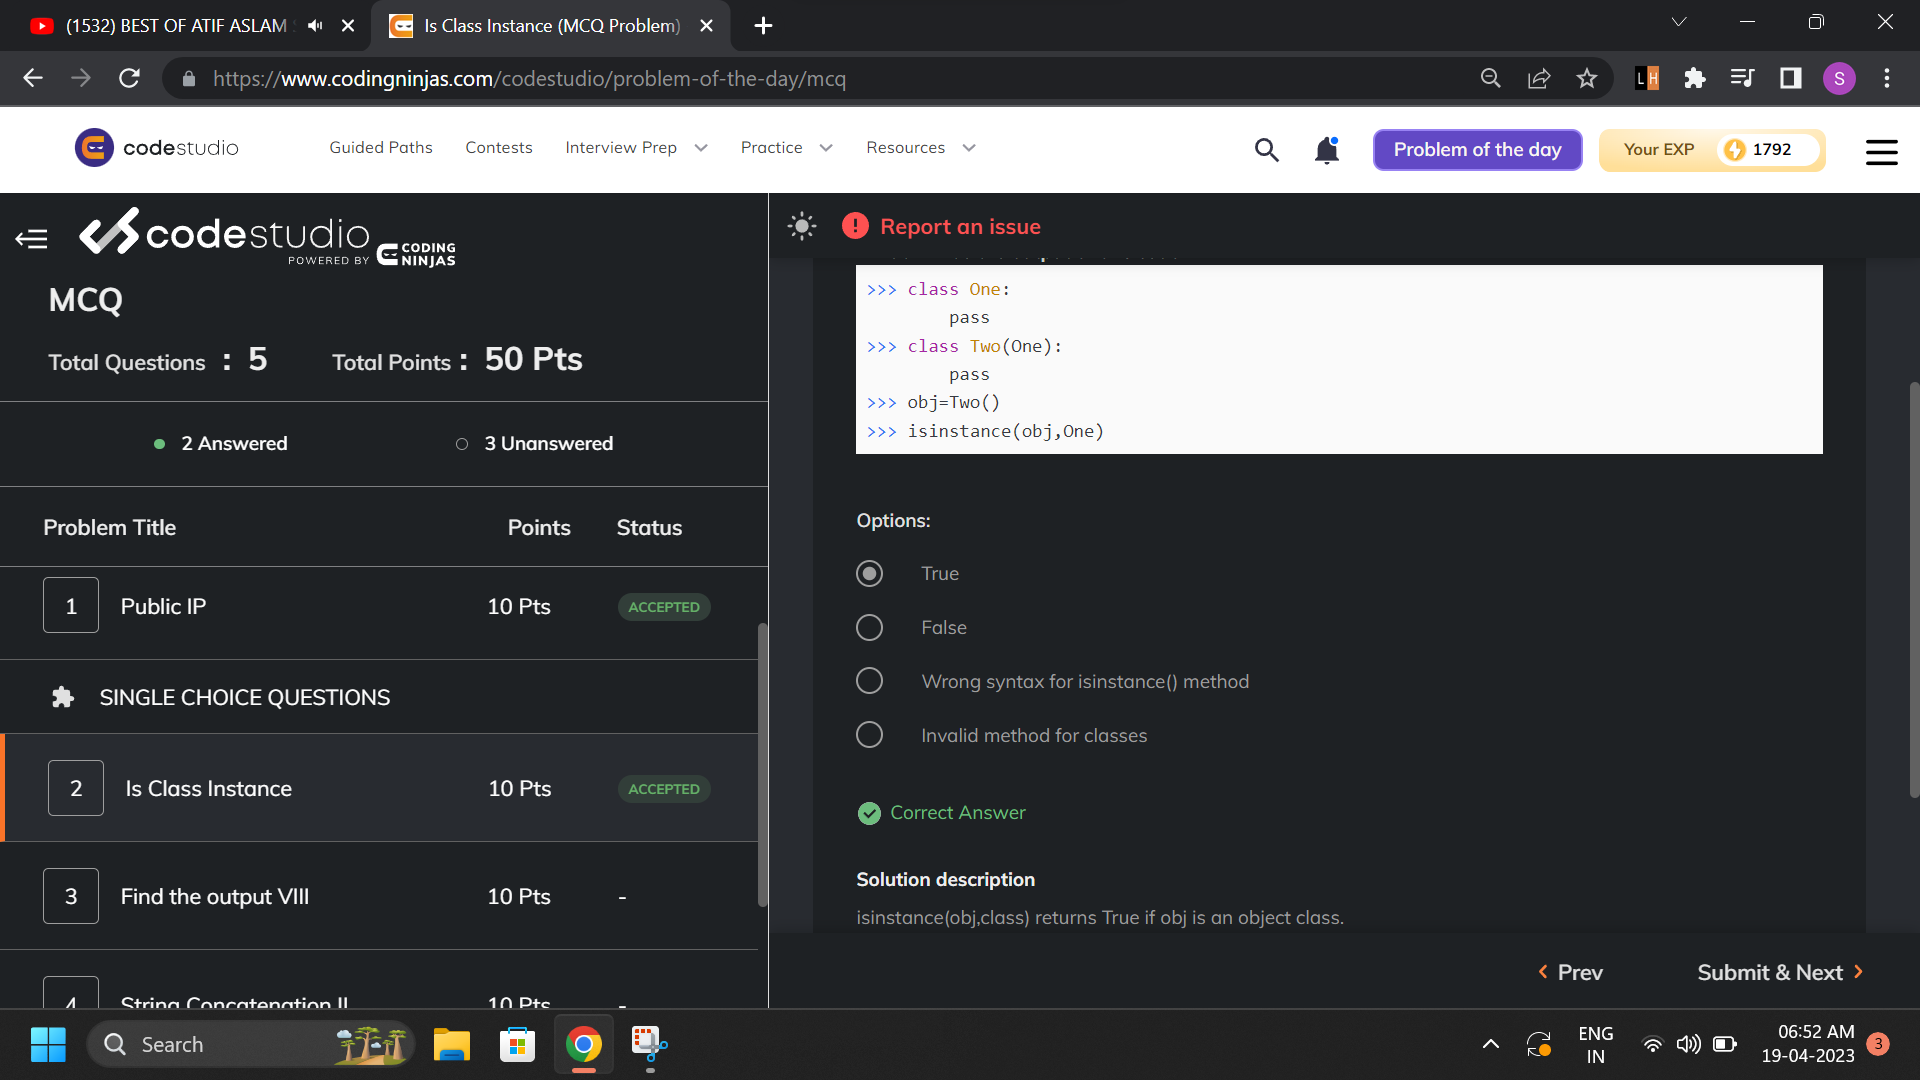 (1532) BEST OF ATIF ASLAM
Is Class Instance (MCQ Problem)
https://www.codingninjas.com/codestudio/problem-of-the-day/mcq
LH
S
codestudio
Guided Paths
Contests
Interview Prep
Practice
Resources
Problem of the day
Your EXP
1792
codestudio
POWERED BY
CODING
NINJAS
Report an issue
MCQ
Total Questions : 5
Total Points : 50 Pts
2 Answered
3 Unanswered
Problem Title
Points
Status
1
Public IP
10 Pts
ACCEPTED
SINGLE CHOICE QUESTIONS
2
Is Class Instance
10 Pts
ACCEPTED
3
Find the output VIII
10 Pts
-
4
String Concatenation II
10 Pts
-
>>> class One:
pass
>>> class Two(One):
pass
>>> obj=Two()
>>> isinstance(obj,One)
Options:
True
False
Wrong syntax for isinstance() method
Invalid method for classes
Correct Answer
Solution description
isinstance(obj,class) returns True if obj is an object class.
Prev
Submit & Next
Search
ENG
IN
06:52 AM
19-04-2023
3